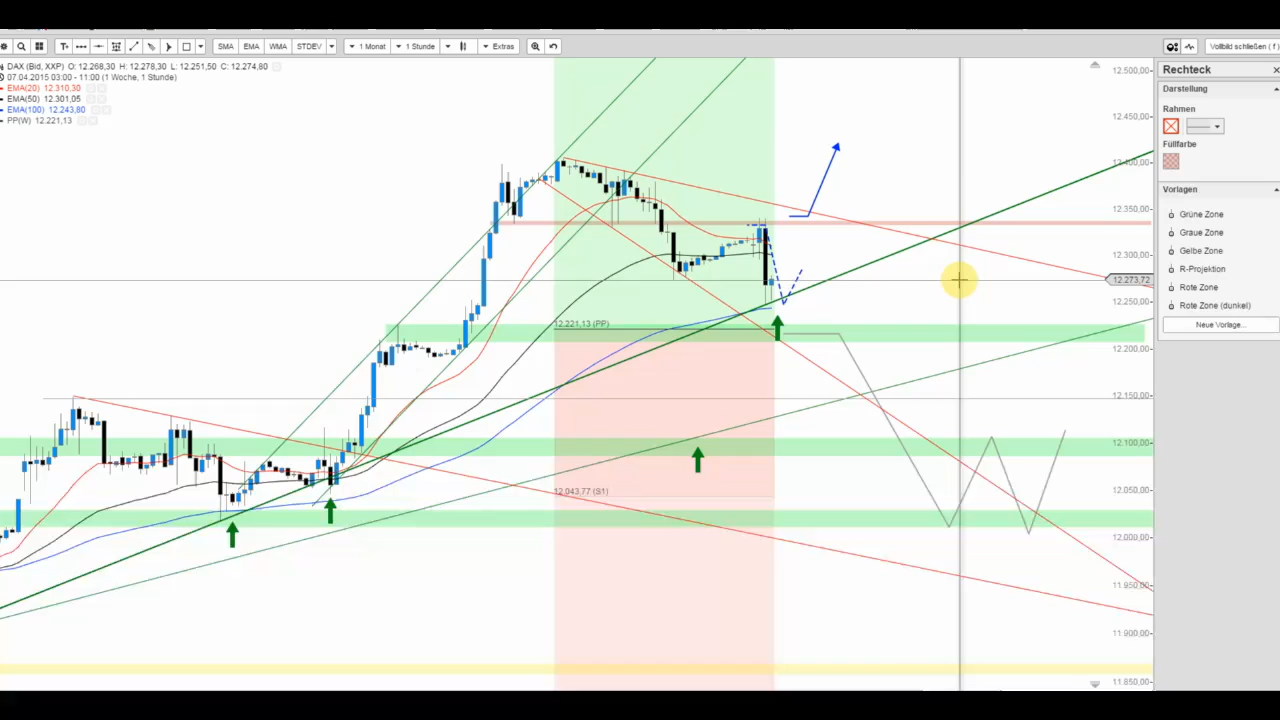 T+ SMA EMA WMA STDEV 1 Monat 1 Stunde Extras Vollbild schließen ( f )
DAX (Bid, XXP) O: 12.268,30 H: 12.278,30 L: 12.251,50 C: 12.274,80
07.04.2015 03:00 - 11:00 (1 Woche, 1 Stunde)
EMA(20) 12.310,30
EMA(50) 12.301,05
EMA(100) 12.243,80
PP(W) 12.221,13
12.221,13 (PP)
12.043,77 (S1)
12.500,00
12.450,00
12.400,00
12.350,00
12.300,00
12.273,72
12.250,00
12.200,00
12.150,00
12.100,00
12.050,00
12.000,00
11.950,00
11.900,00
11.850,00
Rechteck
Darstellung
Rahmen
Füllfarbe
Vorlagen
Grüne Zone
Graue Zone
Gelbe Zone
R-Projektion
Rote Zone
Rote Zone (dunkel)
Neue Vorlage...